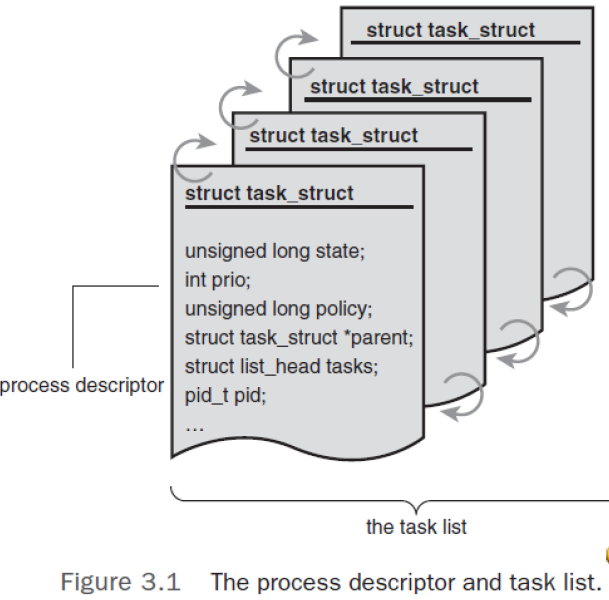 struct task_struct
struct task_struct
struct task_struct
struct task_struct
unsigned long state;
int prio;
unsigned long policy;
struct task_struct *parent;
struct list_head tasks;
pid_t pid;
…
process descriptor
the task list
Figure 3.1 The process descriptor and task list.